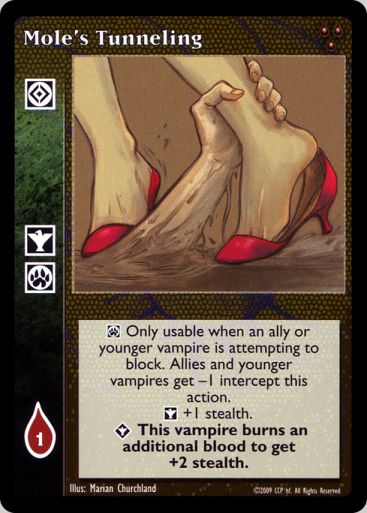 Mole's Tunneling
Only usable when an ally or
younger vampire is attempting to
block. Allies and younger
vampires get –1 intercept this
action.
+1 stealth.
This vampire burns an
additional blood to get
+2 stealth.
1
Illus: Marian Churchland
©2009 CCP hf. All Rights Reserved